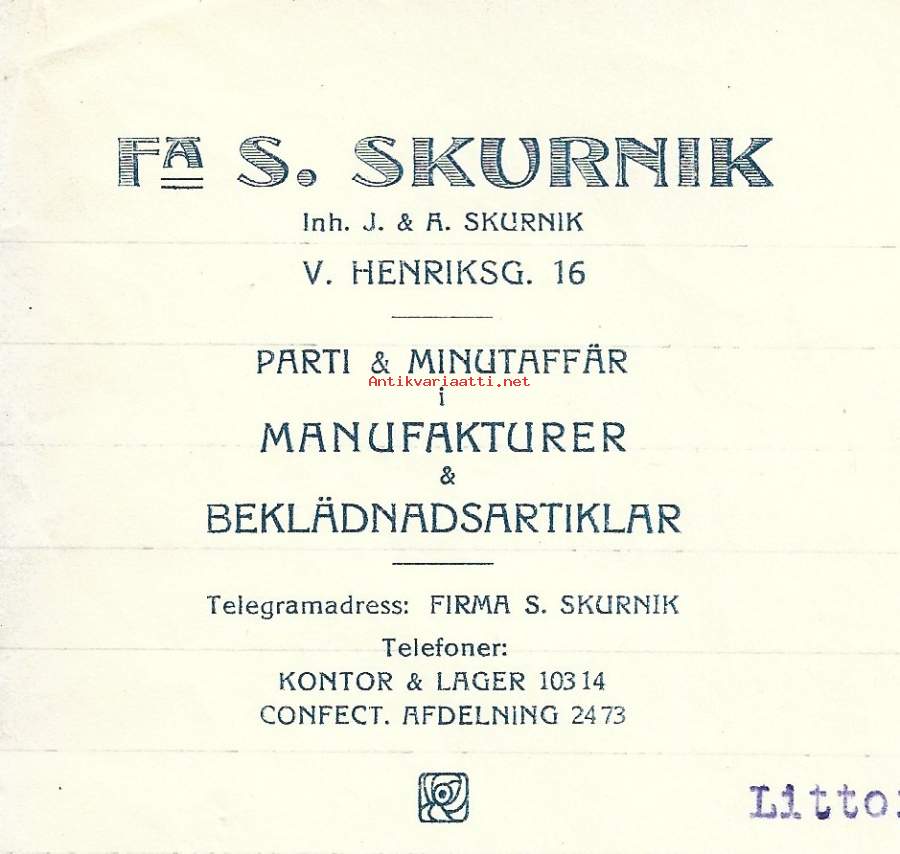 FA S. SKURNIK
Inh. J. & A. SKURNIK
V. HENRIKSG. 16
PARTI & MINUTAFFÄR
Antikvariaatti.net
i
MANUFAKTURER
&
BEKLÄDNADSARTIKLAR
Telegramadress: FIRMA S. SKURNIK
Telefoner:
KONTOR & LAGER 10314
CONFECT. AFDELNING 2473